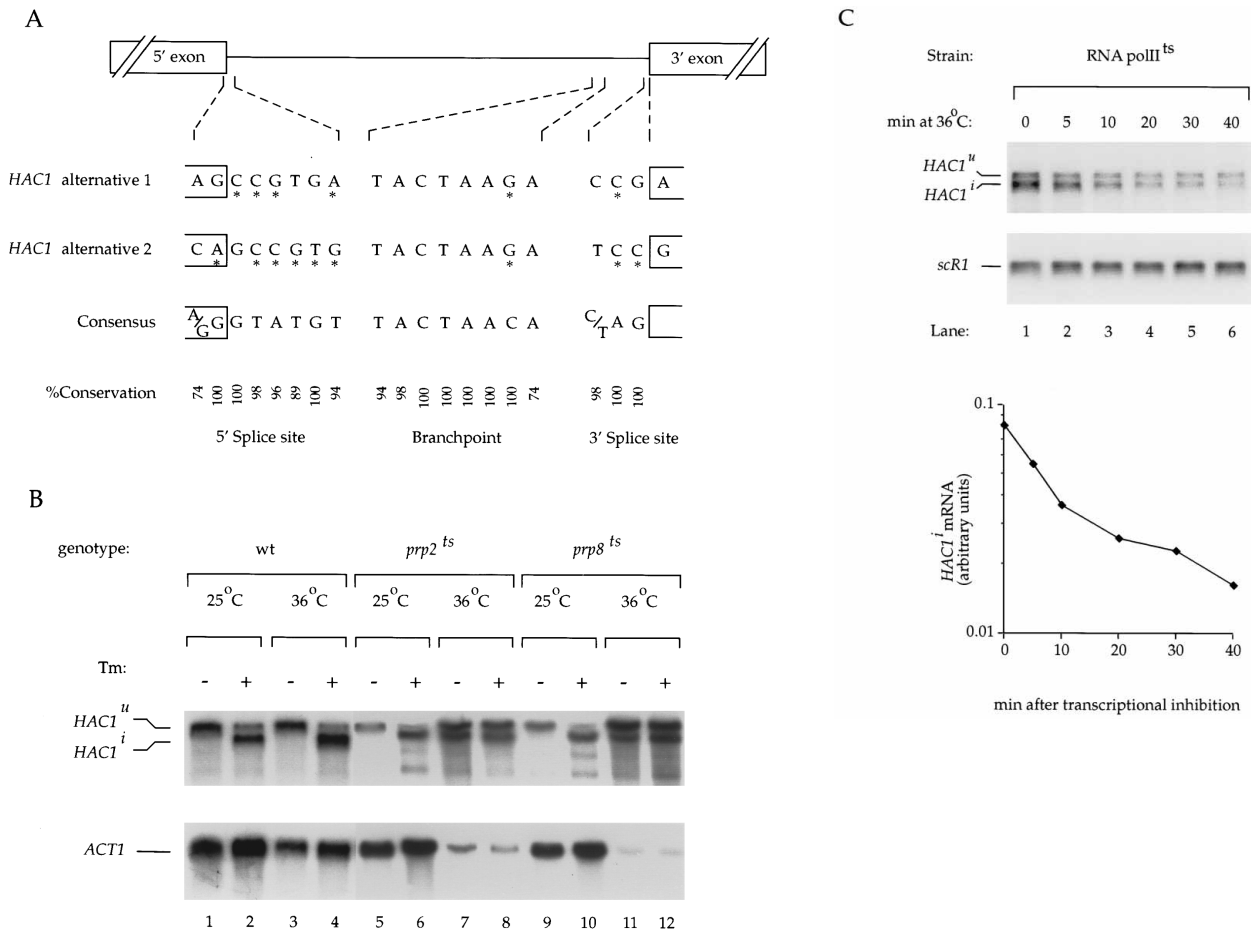 A
5′ exon
3′ exon
HAC1 alternative 1
A G C C G T G A T A C T A A G A C C G A
* * * * * *
HAC1 alternative 2
C A G C C G T G T A C T A A G A T C C G
* * * * * * * * *
Consensus
A/G G G T A T G T T A C T A A C A C/T A G
%Conservation
74 100 100 98 96 89 100 94 94 98 100 100 100 100 100 74 98 100 100
5′ Splice site
Branchpoint
3′ Splice site
B
genotype: wt prp2 ts prp8 ts
25°C 36°C 25°C 36°C 25°C 36°C
Tm: - + - + - + - + - + - +
HAC1 u
HAC1 i
ACT1
1 2 3 4 5 6 7 8 9 10 11 12
C
Strain: RNA polII ts
min at 36°C: 0 5 10 20 30 40
HAC1 u
HAC1 i
scR1
Lane: 1 2 3 4 5 6
0.1
HAC1 i mRNA
(arbitrary units)
0.01
0 10 20 30 40
min after transcriptional inhibition